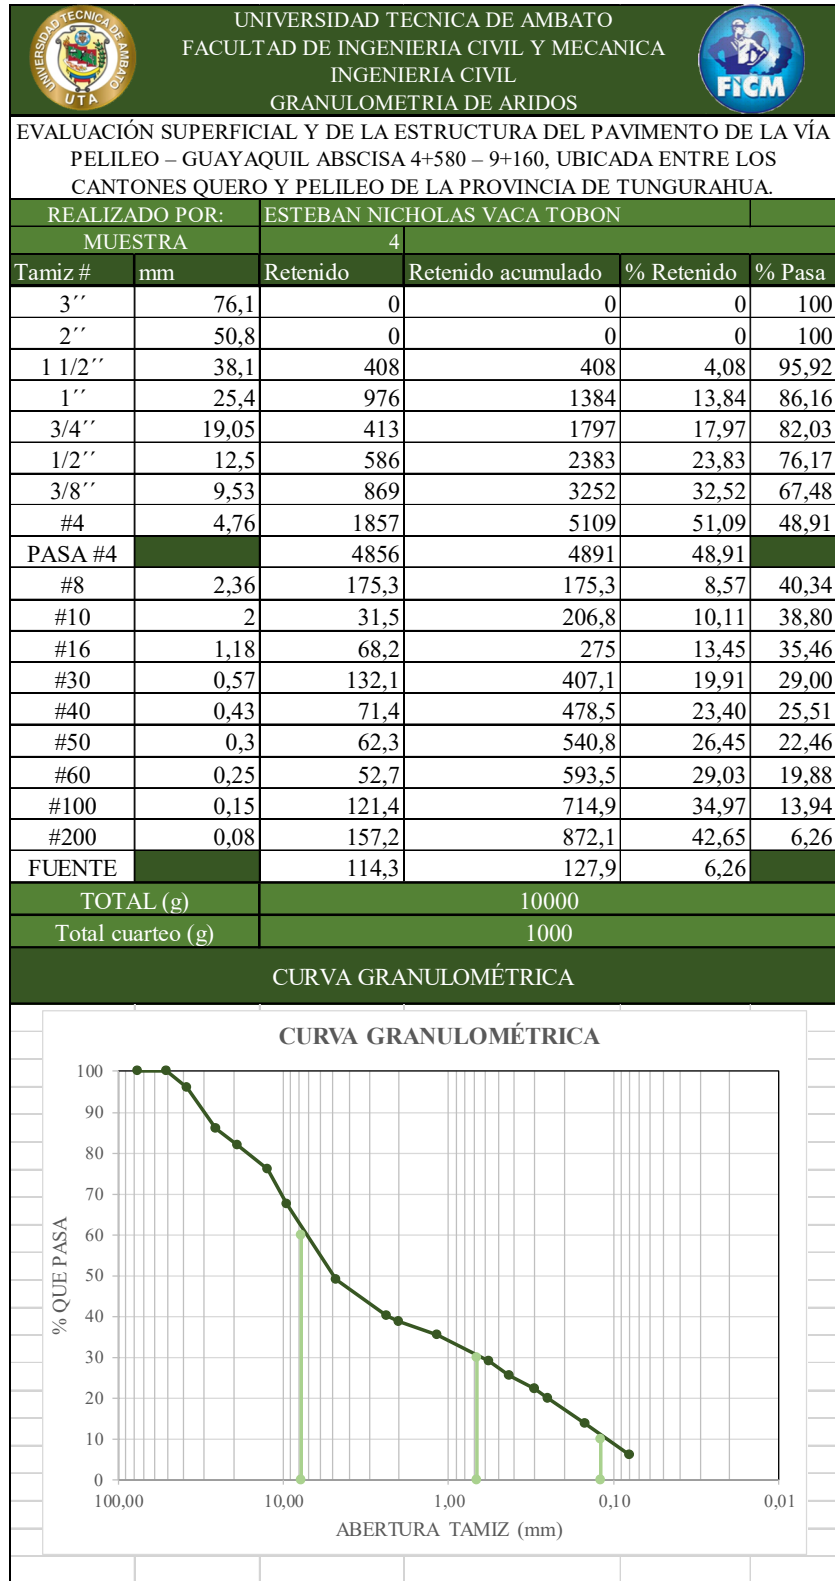 UNIVERSIDAD TECNICA DE AMBATO
UTA
FACULTAD DE INGENIERIA CIVIL Y MECANICA
INGENIERIA CIVIL
GRANULOMETRIA DE ARIDOS
FICM
EVALUACIÓN SUPERFICIAL Y DE LA ESTRUCTURA DEL PAVIMENTO DE LA VÍA
PELILEO – GUAYAQUIL ABSCISA 4+580 – 9+160, UBICADA ENTRE LOS
CANTONES QUERO Y PELILEO DE LA PROVINCIA DE TUNGURAHUA.
REALIZADO POR: ESTEBAN NICHOLAS VACA TOBON
MUESTRA 4
Tamiz # mm Retenido Retenido acumulado % Retenido % Pasa
3´´ 76,1 0 0 0 100
2´´ 50,8 0 0 0 100
1 1/2´´ 38,1 408 408 4,08 95,92
1´´ 25,4 976 1384 13,84 86,16
3/4´´ 19,05 413 1797 17,97 82,03
1/2´´ 12,5 586 2383 23,83 76,17
3/8´´ 9,53 869 3252 32,52 67,48
#4 4,76 1857 5109 51,09 48,91
PASA #4 4856 4891 48,91
#8 2,36 175,3 175,3 8,57 40,34
#10 2 31,5 206,8 10,11 38,80
#16 1,18 68,2 275 13,45 35,46
#30 0,57 132,1 407,1 19,91 29,00
#40 0,43 71,4 478,5 23,40 25,51
#50 0,3 62,3 540,8 26,45 22,46
#60 0,25 52,7 593,5 29,03 19,88
#100 0,15 121,4 714,9 34,97 13,94
#200 0,08 157,2 872,1 42,65 6,26
FUENTE 114,3 127,9 6,26
TOTAL (g) 10000
Total cuarteo (g) 1000
CURVA GRANULOMÉTRICA
CURVA GRANULOMÉTRICA
100
90
80
70
60
50
40
30
20
10
0
% QUE PASA
100,00 10,00 1,00 0,10 0,01
ABERTURA TAMIZ (mm)